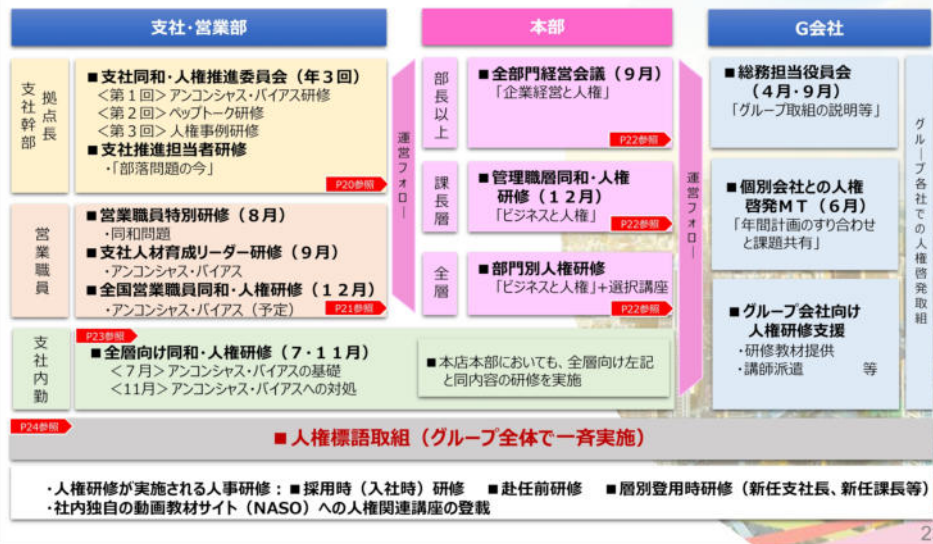 支社・営業部
本部
G会社
支社幹部
拠点長
■支社同和・人権推進委員会（年３回）
＜第１回＞アンコンシャス・バイアス研修
＜第２回＞ペップトーク研修
＜第３回＞人権事例研修
■支社推進担当者研修
・「部落問題の今」
P20参照
営業職員
■営業職員特別研修（８月）
・同和問題
■支社人材育成リーダー研修（９月）
・アンコンシャス・バイアス
■全国営業職員同和・人権研修（１２月）
・アンコンシャス・バイアス（予定）
P21参照
支社内勤
P23参照
■全層向け同和・人権研修（７・１１月）
＜７月＞アンコンシャス・バイアスの基礎
＜11月＞アンコンシャス・バイアスへの対処
運営フォロー
部長以上
■全部門経営会議（９月）
「企業経営と人権」
P22参照
課長層
■管理職層同和・人権
研修（１２月）
「ビジネスと人権」
P22参照
全層
■部門別人権研修
「ビジネスと人権」+選択講座
P22参照
■本店本部においても、全層向け左記
と同内容の研修を実施
運営フォロー
■総務担当役員会
（４月・９月）
「グループ取組の説明等」
■個別会社との人権
啓発ＭＴ（６月）
「年間計画のすり合わせ
と課題共有」
■グループ会社向け
人権研修支援
・研修教材提供
・講師派遣　等
グループ各社での人権啓発取組
P24参照
■人権標語取組（グループ全体で一斉実施）
・人権研修が実施される人事研修：■採用時（入社時）研修　■赴任前研修　■層別登用時研修（新任支社長、新任課長等）
・社内独自の動画教材サイト（NASO）への人権関連講座の登載
2